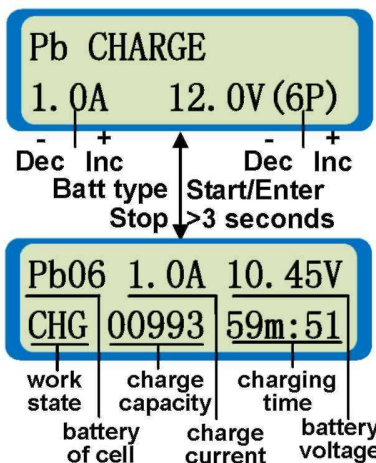 Pb CHARGE
1.0A 12.0V(6P)
- + - +
Dec Inc Dec Inc
Batt type Start/Enter
Stop >3 seconds
Pb06 1.0A 10.45V
CHG 00993 59m:51
work charge charging
state capacity time
battery charge battery
of cell current voltage